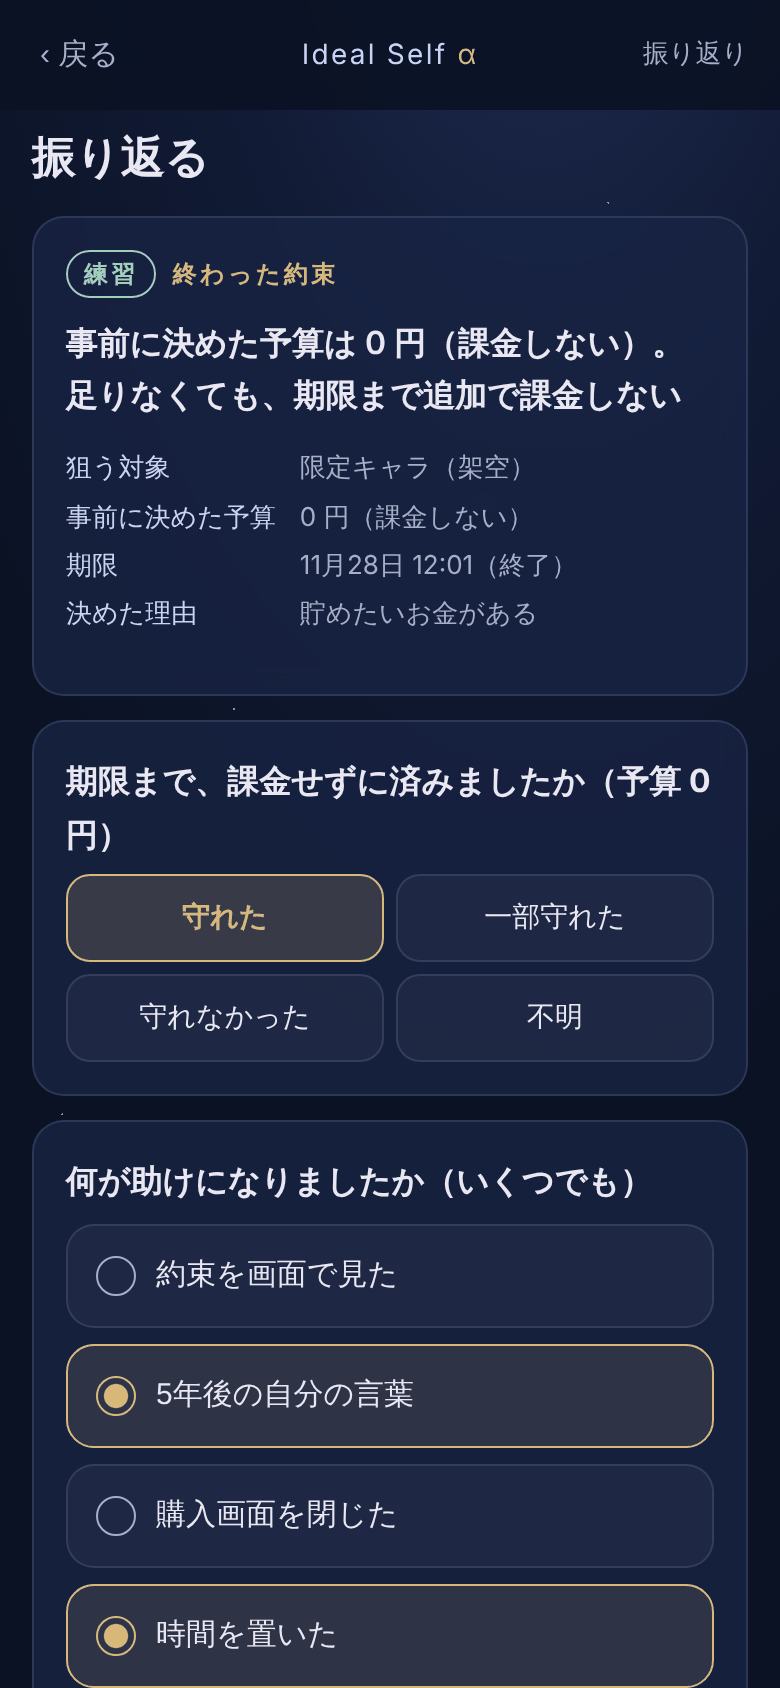 ‹ 戻る
Ideal Self α
振り返り
振り返る
練習 終わった約束
事前に決めた予算は 0 円（課金しない）。
足りなくても、期限まで追加で課金しない
狙う対象 限定キャラ（架空）
事前に決めた予算 0 円（課金しない）
期限 11月28日 12:01（終了）
決めた理由 貯めたいお金がある
期限まで、課金せずに済みましたか（予算 0
円）
守れた 一部守れた
守れなかった 不明
何が助けになりましたか（いくつでも）
約束を画面で見た
5年後の自分の言葉
購入画面を閉じた
時間を置いた